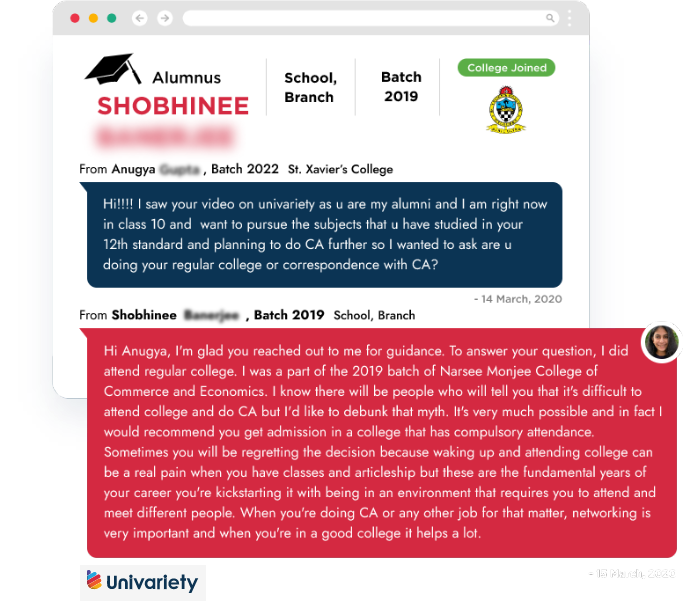 Alumnus
SHOBHINEE
School,
Branch
Batch
2019
College Joined
From Anugya , Batch 2022 St. Xavier's College
Hi!!!! I saw your video on univariety as u are my alumni and I am right now
in class 10 and want to pursue the subjects that u have studied in your
12th standard and planning to do CA further so I wanted to ask are u
doing your regular college or correspondence with CA?
- 14 March, 2020
From Shobhinee , Batch 2019 School, Branch
Hi Anugya, I'm glad you reached out to me for guidance. To answer your question, I did
attend regular college. I was a part of the 2019 batch of Narsee Monjee College of
Commerce and Economics. I know there will be people who will tell you that it's difficult to
attend college and do CA but I'd like to debunk that myth. It's very much possible and in fact I
would recommend you get admission in a college that has compulsory attendance.
Sometimes you will be regretting the decision because waking up and attending college can
be a real pain when you have classes and articleship but these are the fundamental years of
your career you're kickstarting it with being in an environment that requires you to attend and
meet different people. When you're doing CA or any other job for that matter, networking is
very important and when you're in a good college it helps a lot.
Univariety